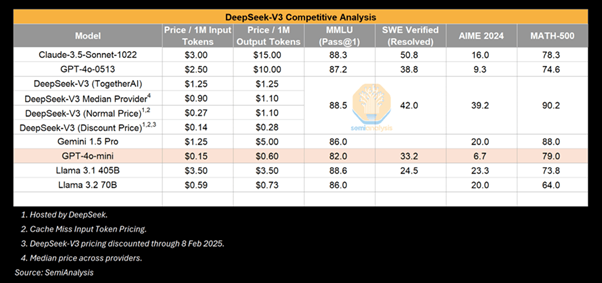 DeepSeek-V3 Competitive Analysis
Model Price / 1M Input Tokens Price / 1M Output Tokens MMLU (Pass@1) SWE Verified (Resolved) AIME 2024 MATH-500
Claude-3.5-Sonnet-1022 $3.00 $15.00 88.3 50.8 16.0 78.3
GPT-4o-0513 $2.50 $10.00 87.2 38.8 9.3 74.6
DeepSeek-V3 (TogetherAI) $1.25 $1.25
DeepSeek-V3 Median Provider⁴ $0.90 $1.10
88.5 42.0 39.2 90.2
DeepSeek-V3 (Normal Price)¹,² $0.27 $1.10
DeepSeek-V3 (Discount Price)¹,²,³ $0.14 $0.28
Gemini 1.5 Pro $1.25 $5.00 86.0 20.0 88.0
GPT-4o-mini $0.15 $0.60 82.0 33.2 6.7 79.0
Llama 3.1 405B $3.50 $3.50 88.6 24.5 23.3 73.8
Llama 3.2 70B $0.59 $0.73 86.0 20.0 64.0
semianalysis
1. Hosted by DeepSeek.
2. Cache Miss Input Token Pricing.
3. DeepSeek-V3 pricing discounted through 8 Feb 2025.
4. Median price across providers.
Source: SemiAnalysis